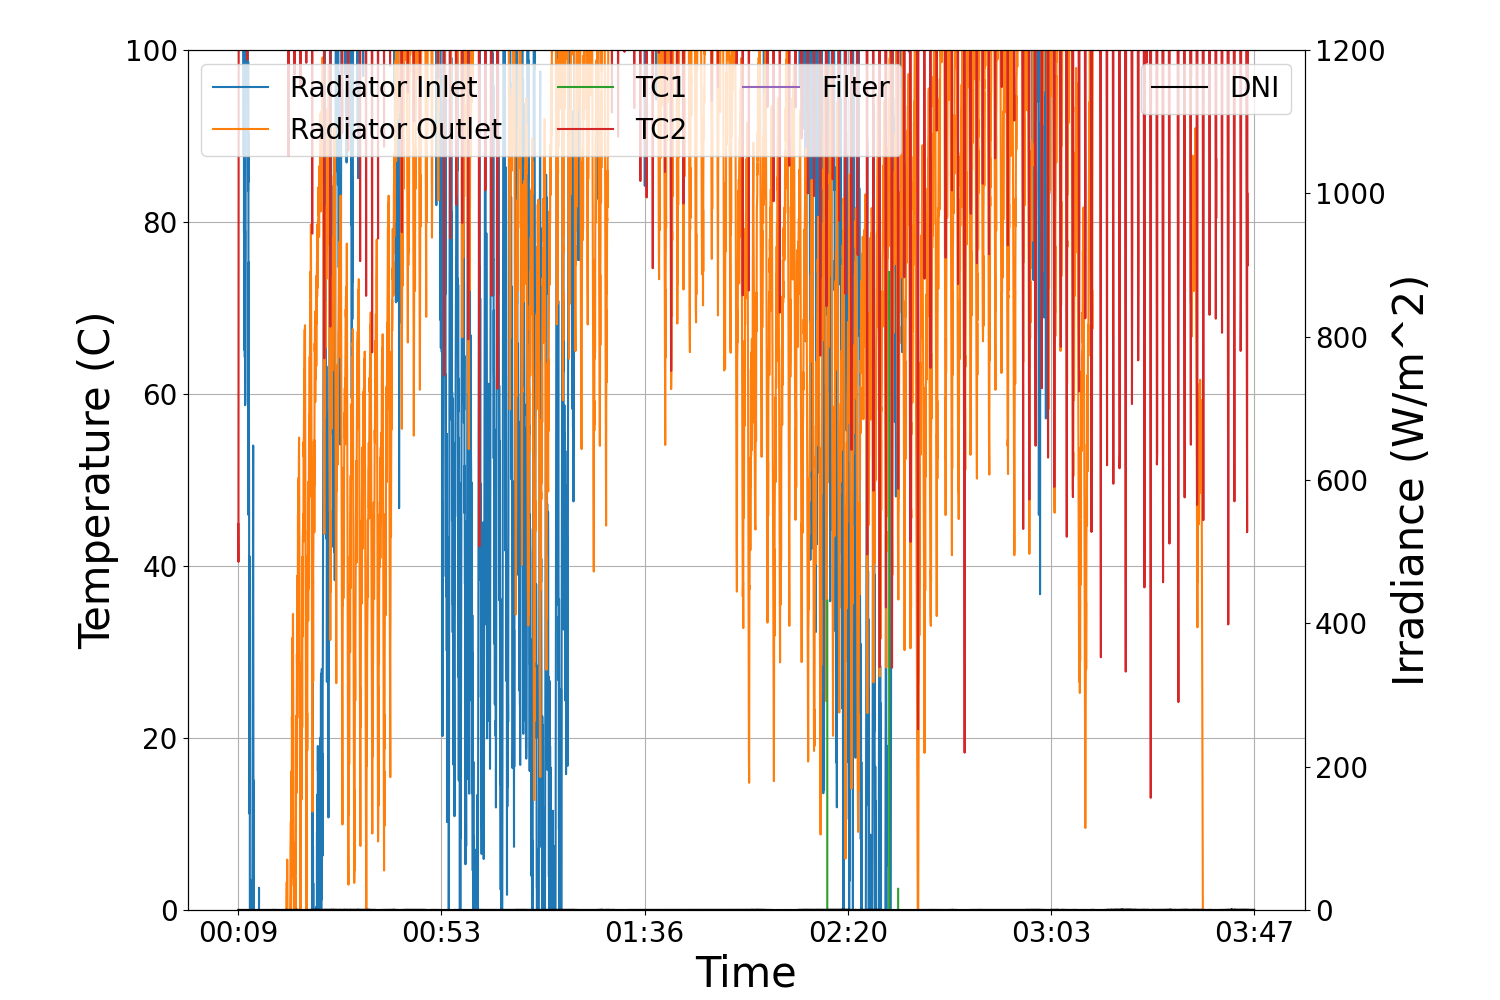 Radiator Inlet
Radiator Outlet
TC1
TC2
Filter
DNI
Temperature (C)
100
80
60
40
20
0
1200
1000
800
600
400
200
0
Irradiance (W/m^2)
00:09 00:53 01:36 02:20 03:03 03:47
Time